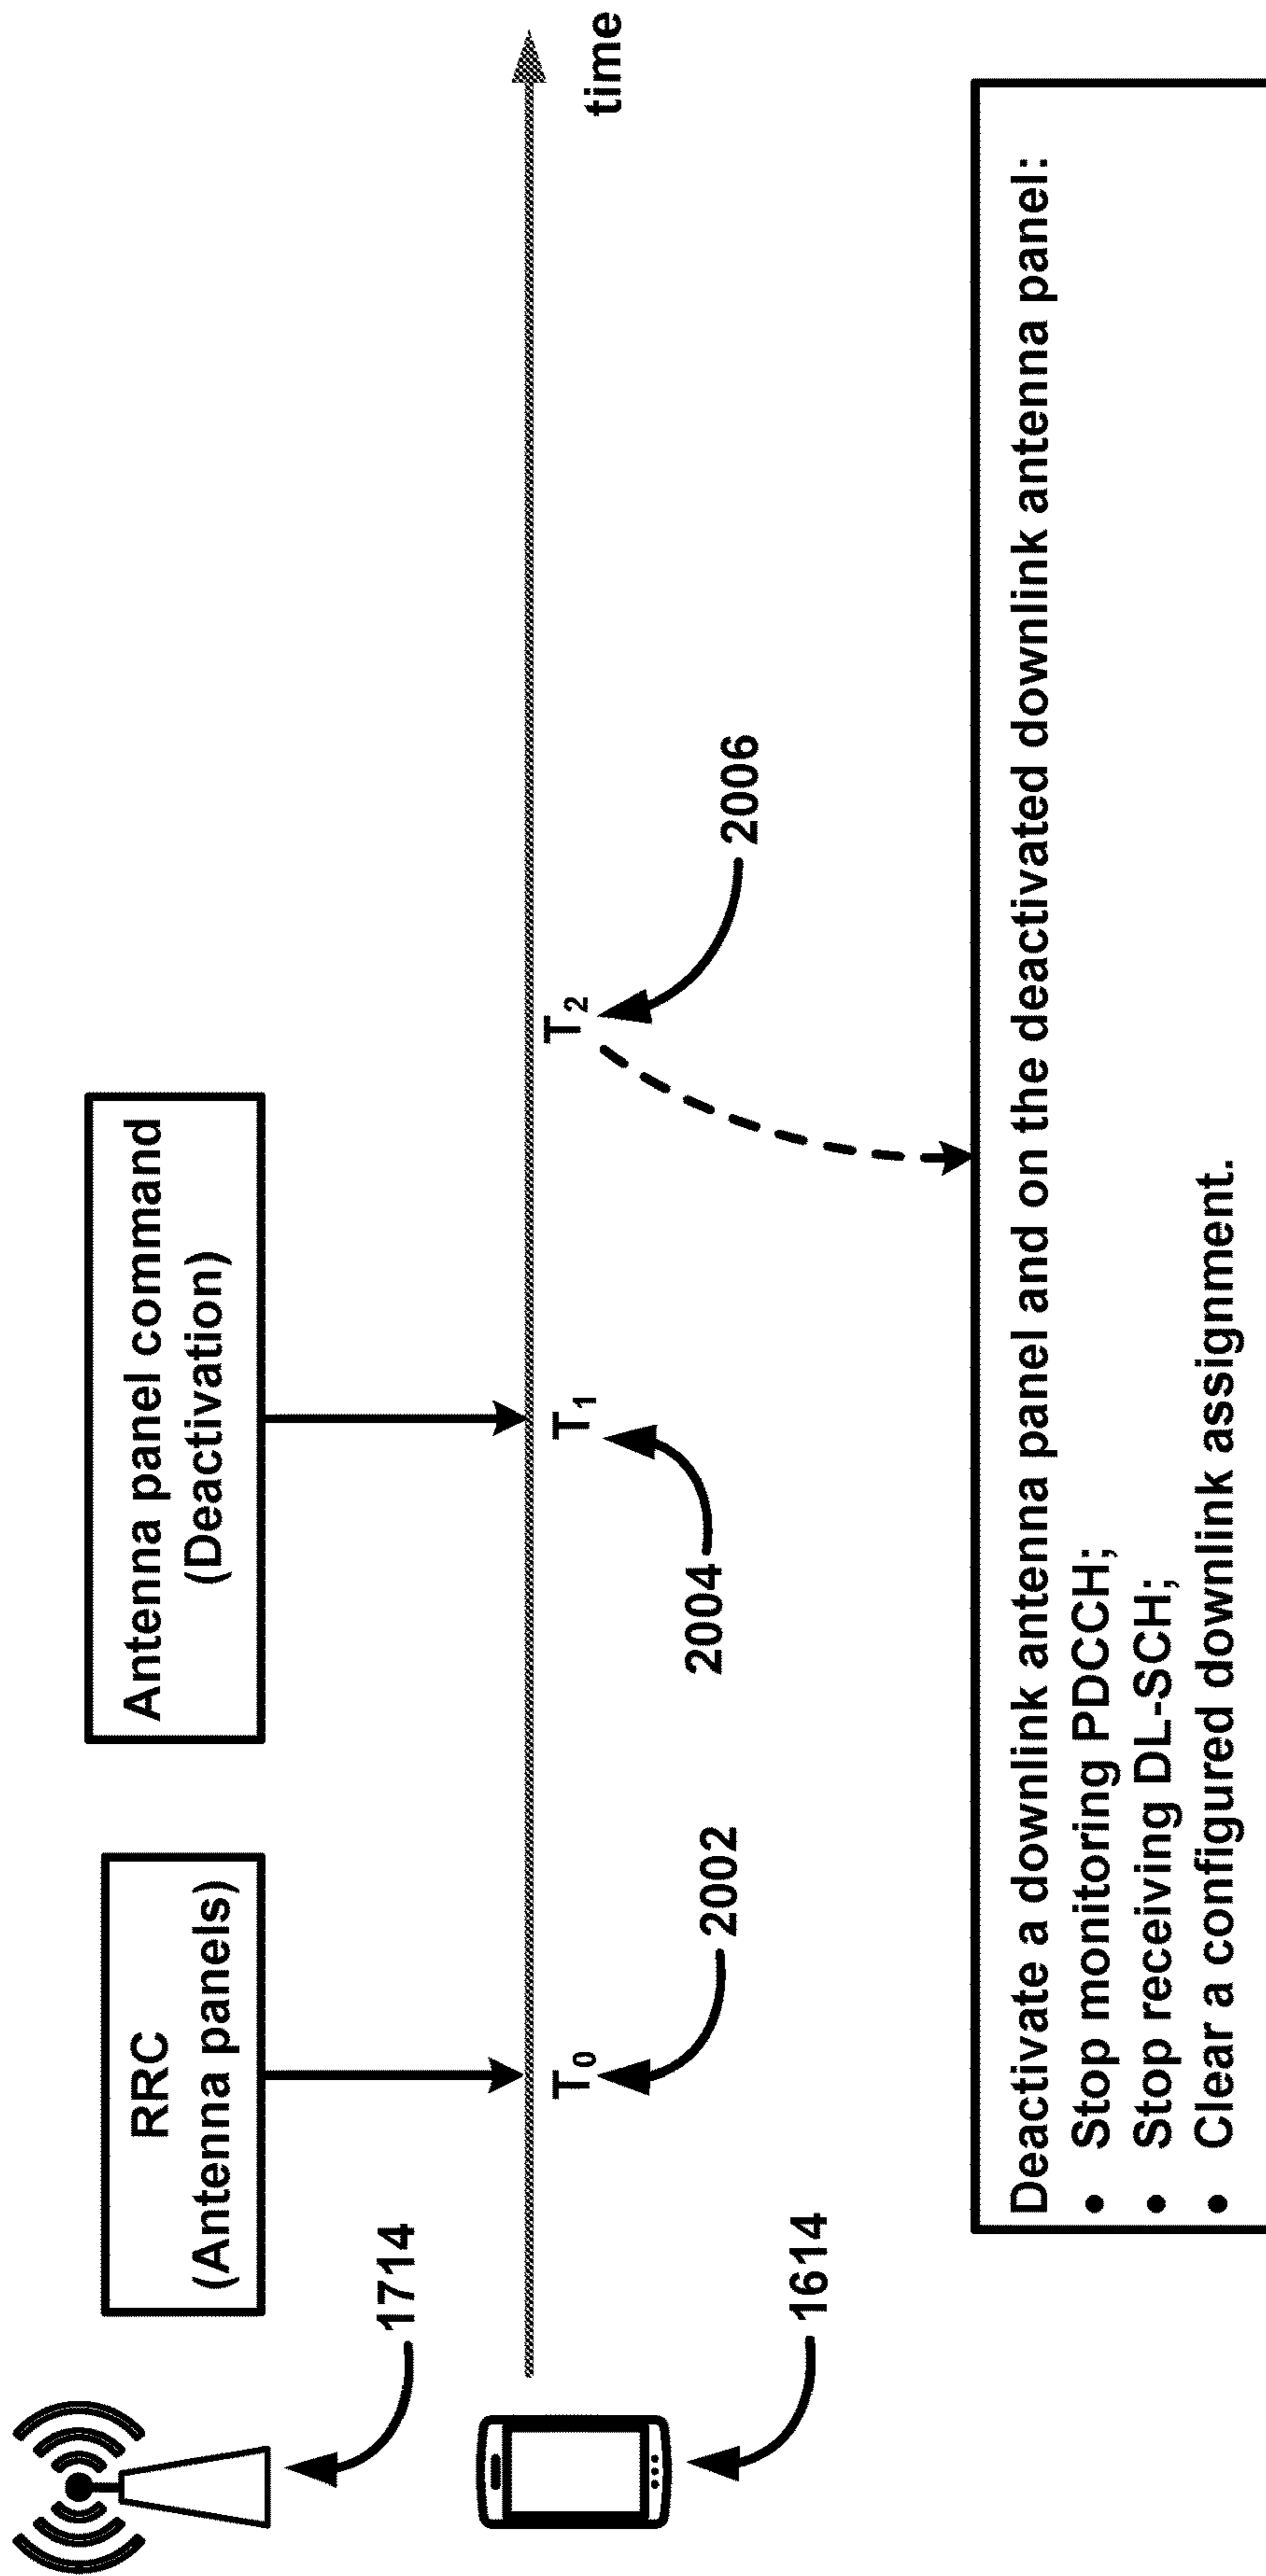 RRC
(Antenna panels)
Antenna panel command
(Deactivation)
1714
time
T0
T1
T2
2002
2004
2006
1614
Deactivate a downlink antenna panel and on the deactivated downlink antenna panel:
• Stop monitoring PDCCH;
• Stop receiving DL-SCH;
• Clear a configured downlink assignment.